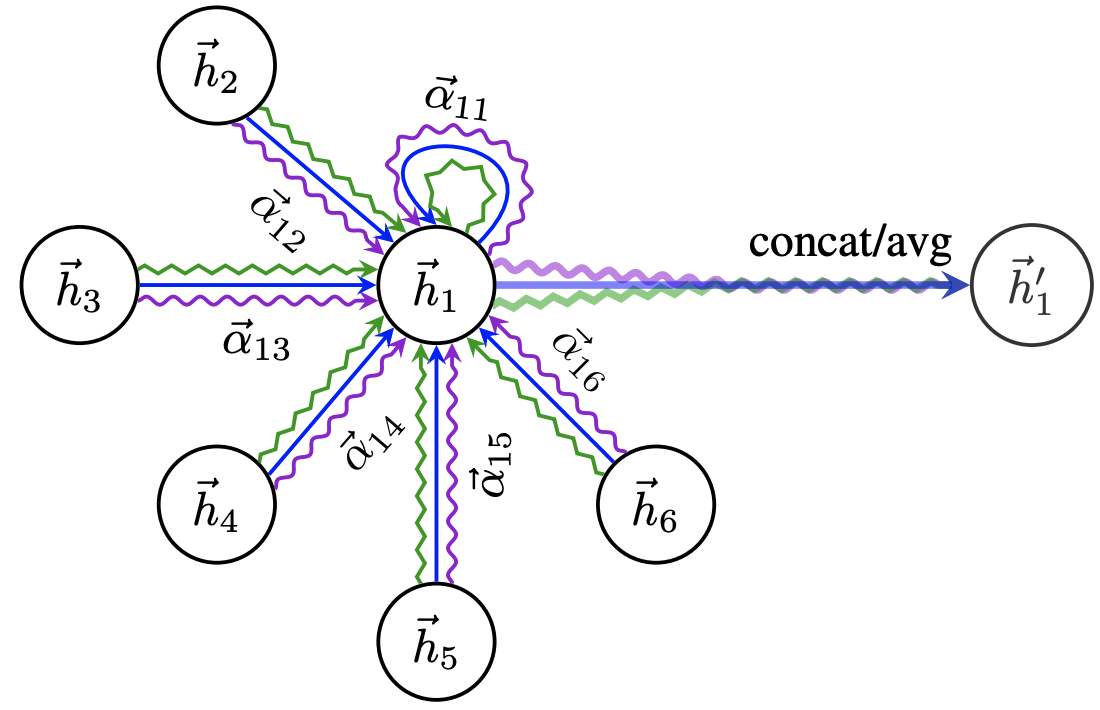 h⃗₂
α⃗₁₁
α⃗₁₂
concat/avg
h⃗₃
h⃗₁
h⃗′₁
α⃗₁₃
α⃗₁₆
α⃗₁₄
α⃗₁₅
h⃗₄
h⃗₆
h⃗₅